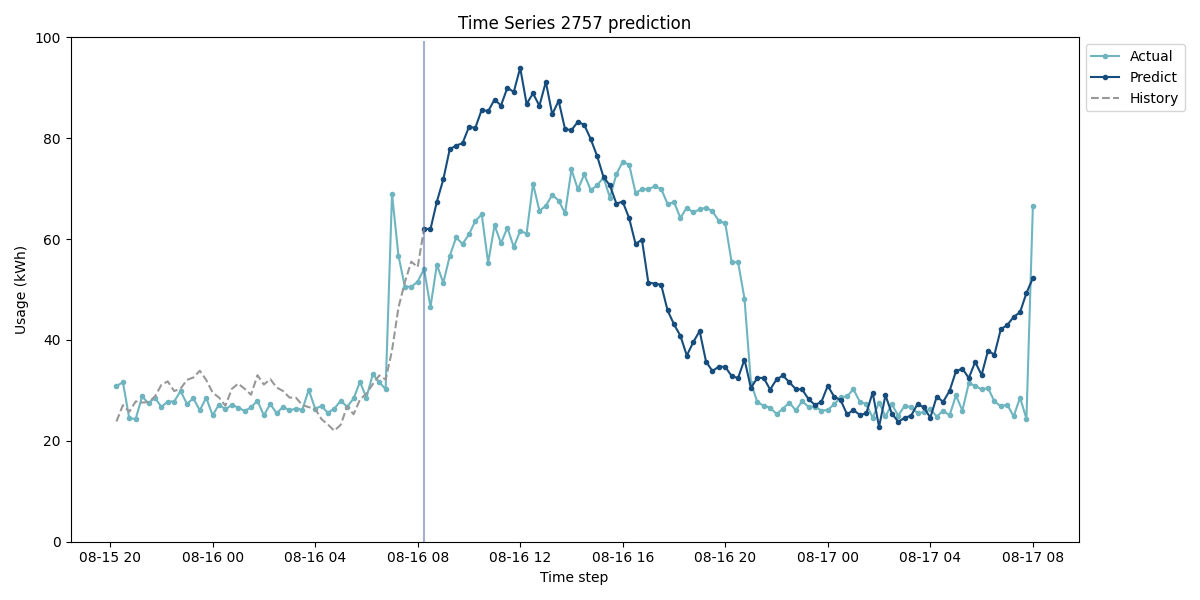 Time Series 2757 prediction
100
80
60
40
20
0
Usage (kWh)
08-15 20
08-16 00
08-16 04
08-16 08
08-16 12
08-16 16
08-16 20
08-17 00
08-17 04
08-17 08
Time step
Actual
Predict
History